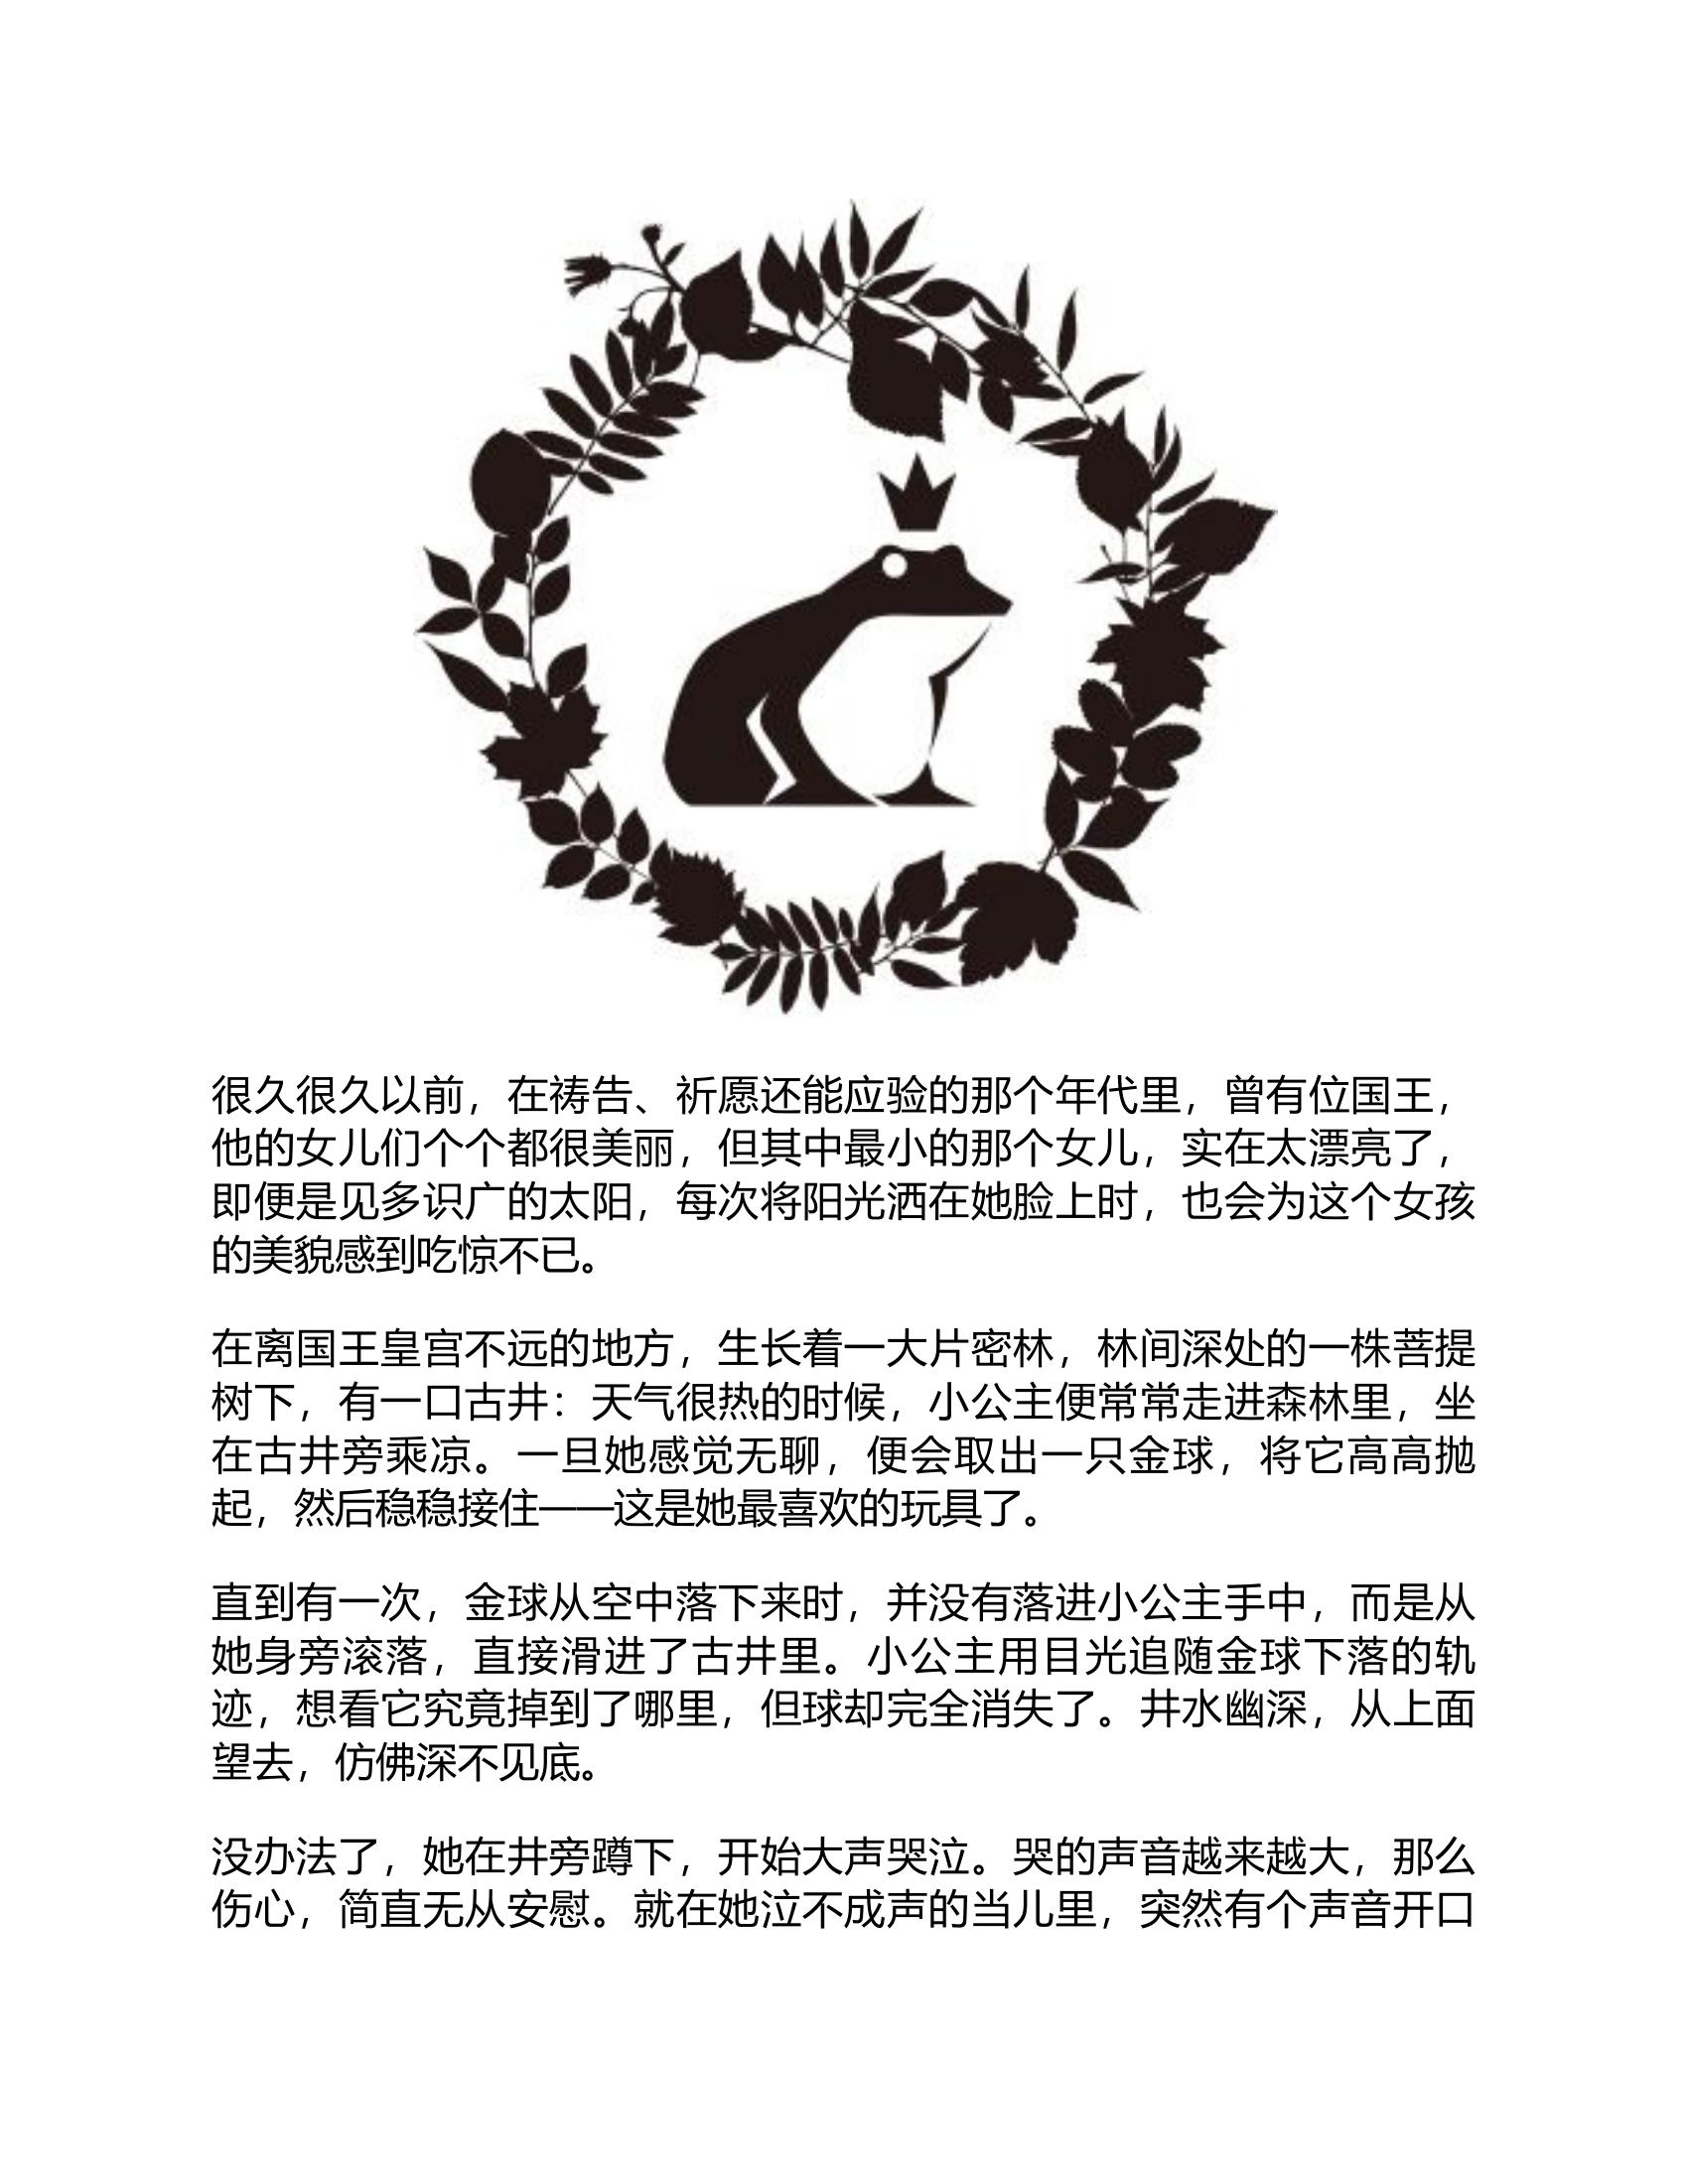 很久很久以前，在祷告、祈愿还能应验的那个年代里，曾有位国王，
他的女儿们个个都很美丽，但其中最小的那个女儿，实在太漂亮了，
即便是见多识广的太阳，每次将阳光洒在她脸上时，也会为这个女孩
的美貌感到吃惊不已。
在离国王皇宫不远的地方，生长着一大片密林，林间深处的一株菩提
树下，有一口古井：天气很热的时候，小公主便常常走进森林里，坐
在古井旁乘凉。一旦她感觉无聊，便会取出一只金球，将它高高抛
起，然后稳稳接住——这是她最喜欢的玩具了。
直到有一次，金球从空中落下来时，并没有落进小公主手中，而是从
她身旁滚落，直接滑进了古井里。小公主用目光追随金球下落的轨
迹，想看它究竟掉到了哪里，但球却完全消失了。井水幽深，从上面
望去，仿佛深不见底。
没办法了，她在井旁蹲下，开始大声哭泣。哭的声音越来越大，那么
伤心，简直无从安慰。就在她泣不成声的当儿里，突然有个声音开口